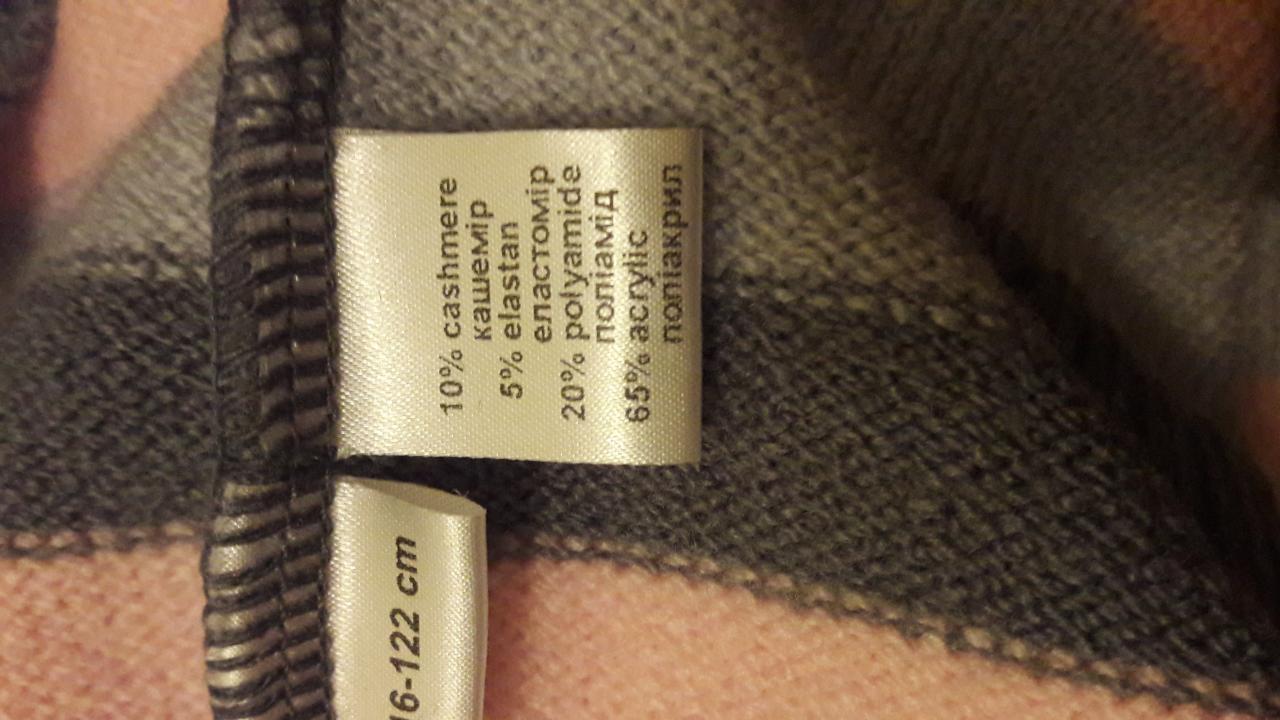 10% cashmere
кашемір
5% elastan
еластомір
20% polyamide
поліамід
65% acrylic
поліакрил
16-122 cm